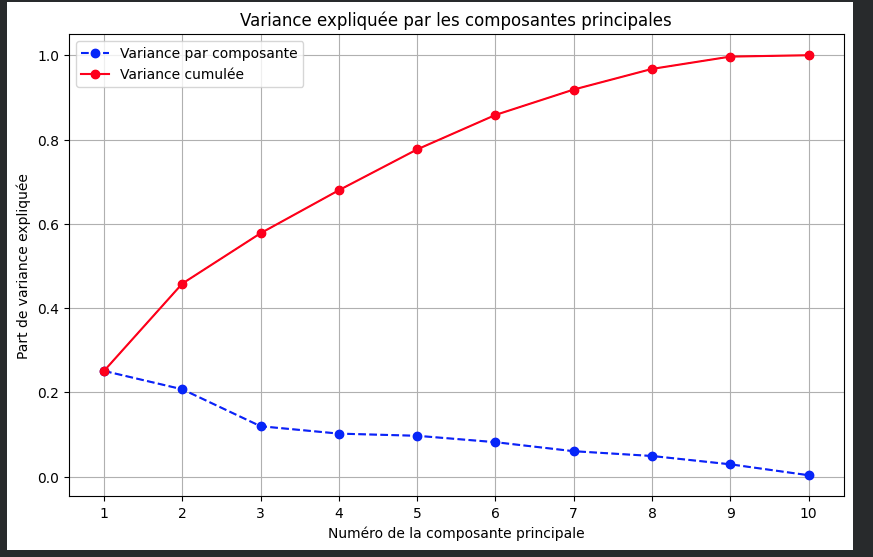 Variance expliquée par les composantes principales
Variance par composante
Variance cumulée
Part de variance expliquée
1.0
0.8
0.6
0.4
0.2
0.0
1 2 3 4 5 6 7 8 9 10
Numéro de la composante principale